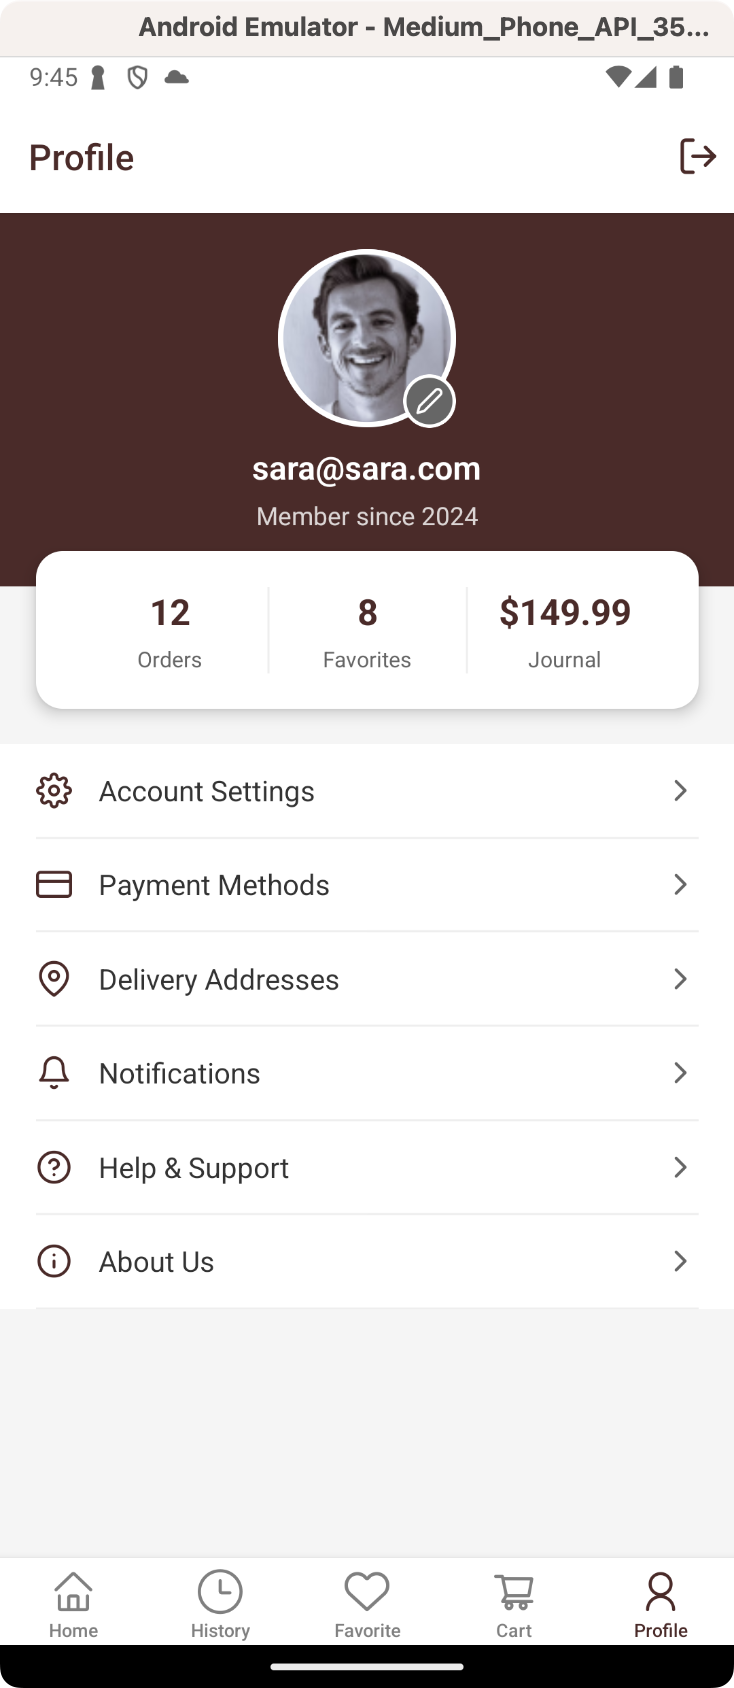 Android Emulator - Medium_Phone_API_35...
9:45
Profile
sara@sara.com
Member since 2024
12
8
$149.99
Orders
Favorites
Journal
Account Settings
Payment Methods
Delivery Addresses
Notifications
Help & Support
About Us
Home
History
Favorite
Cart
Profile